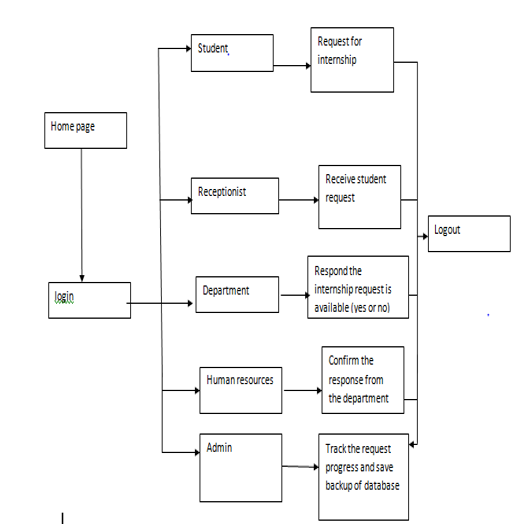 Student
Request for
internship
Home page
Receptionist
Receive student
request
Logout
login
Department
Respond the
internship request is
available (yes or no)
Human resources
Confirm the
response from
the department
Admin
Track the request
progress and save
backup of database